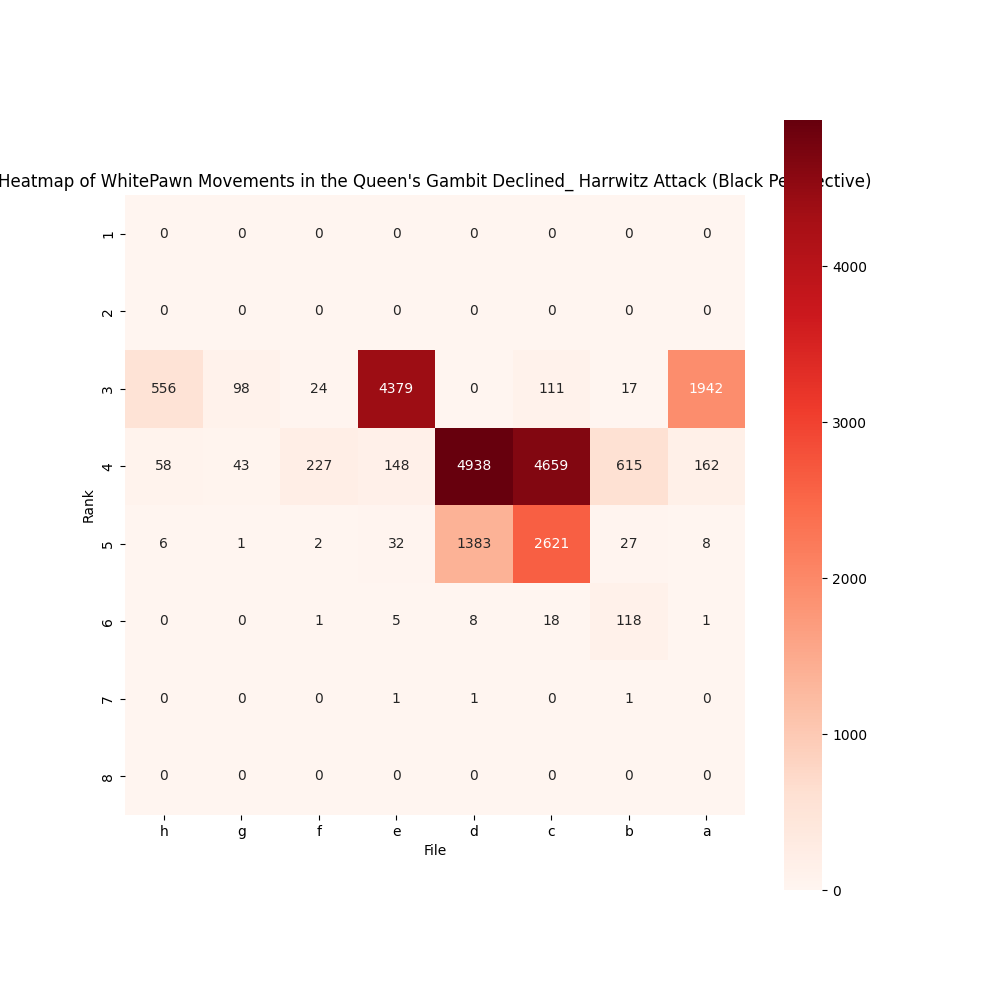 Heatmap of WhitePawn Movements in the Queen's Gambit Declined_ Harrwitz Attack (Black Pe ective)
1 0 0 0 0 0 0 0 0
2 0 0 0 0 0 0 0 0
3 556 98 24 4379 0 111 17 1942
4 58 43 227 148 4938 4659 615 162
5 6 1 2 32 1383 2621 27 8
6 0 0 1 5 8 18 118 1
7 0 0 0 1 1 0 1 0
8 0 0 0 0 0 0 0 0
h g f e d c b a
File
Rank
4000
3000
2000
1000
0